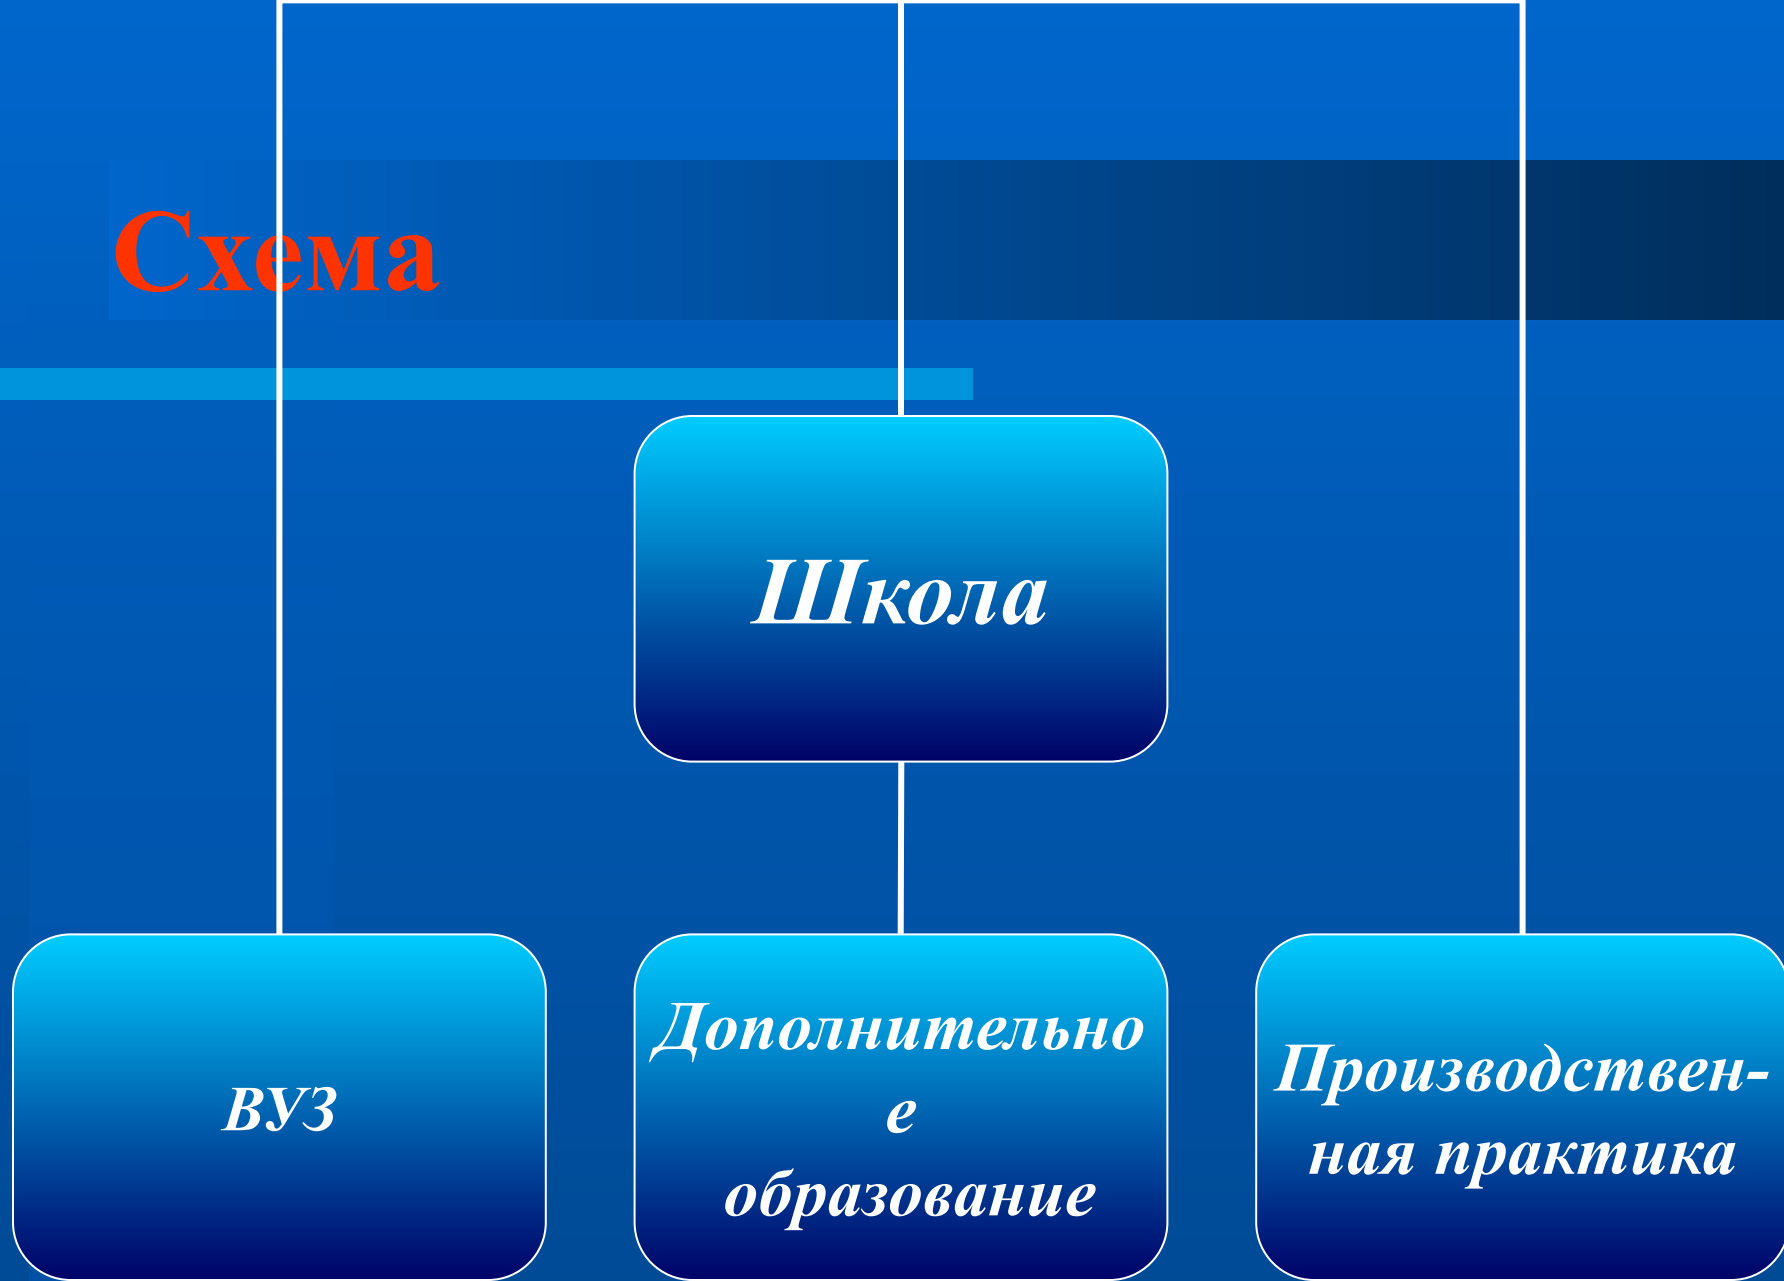 Схема
Школа
ВУЗ
Дополнительно
е
образование
Производствен-
ная практика